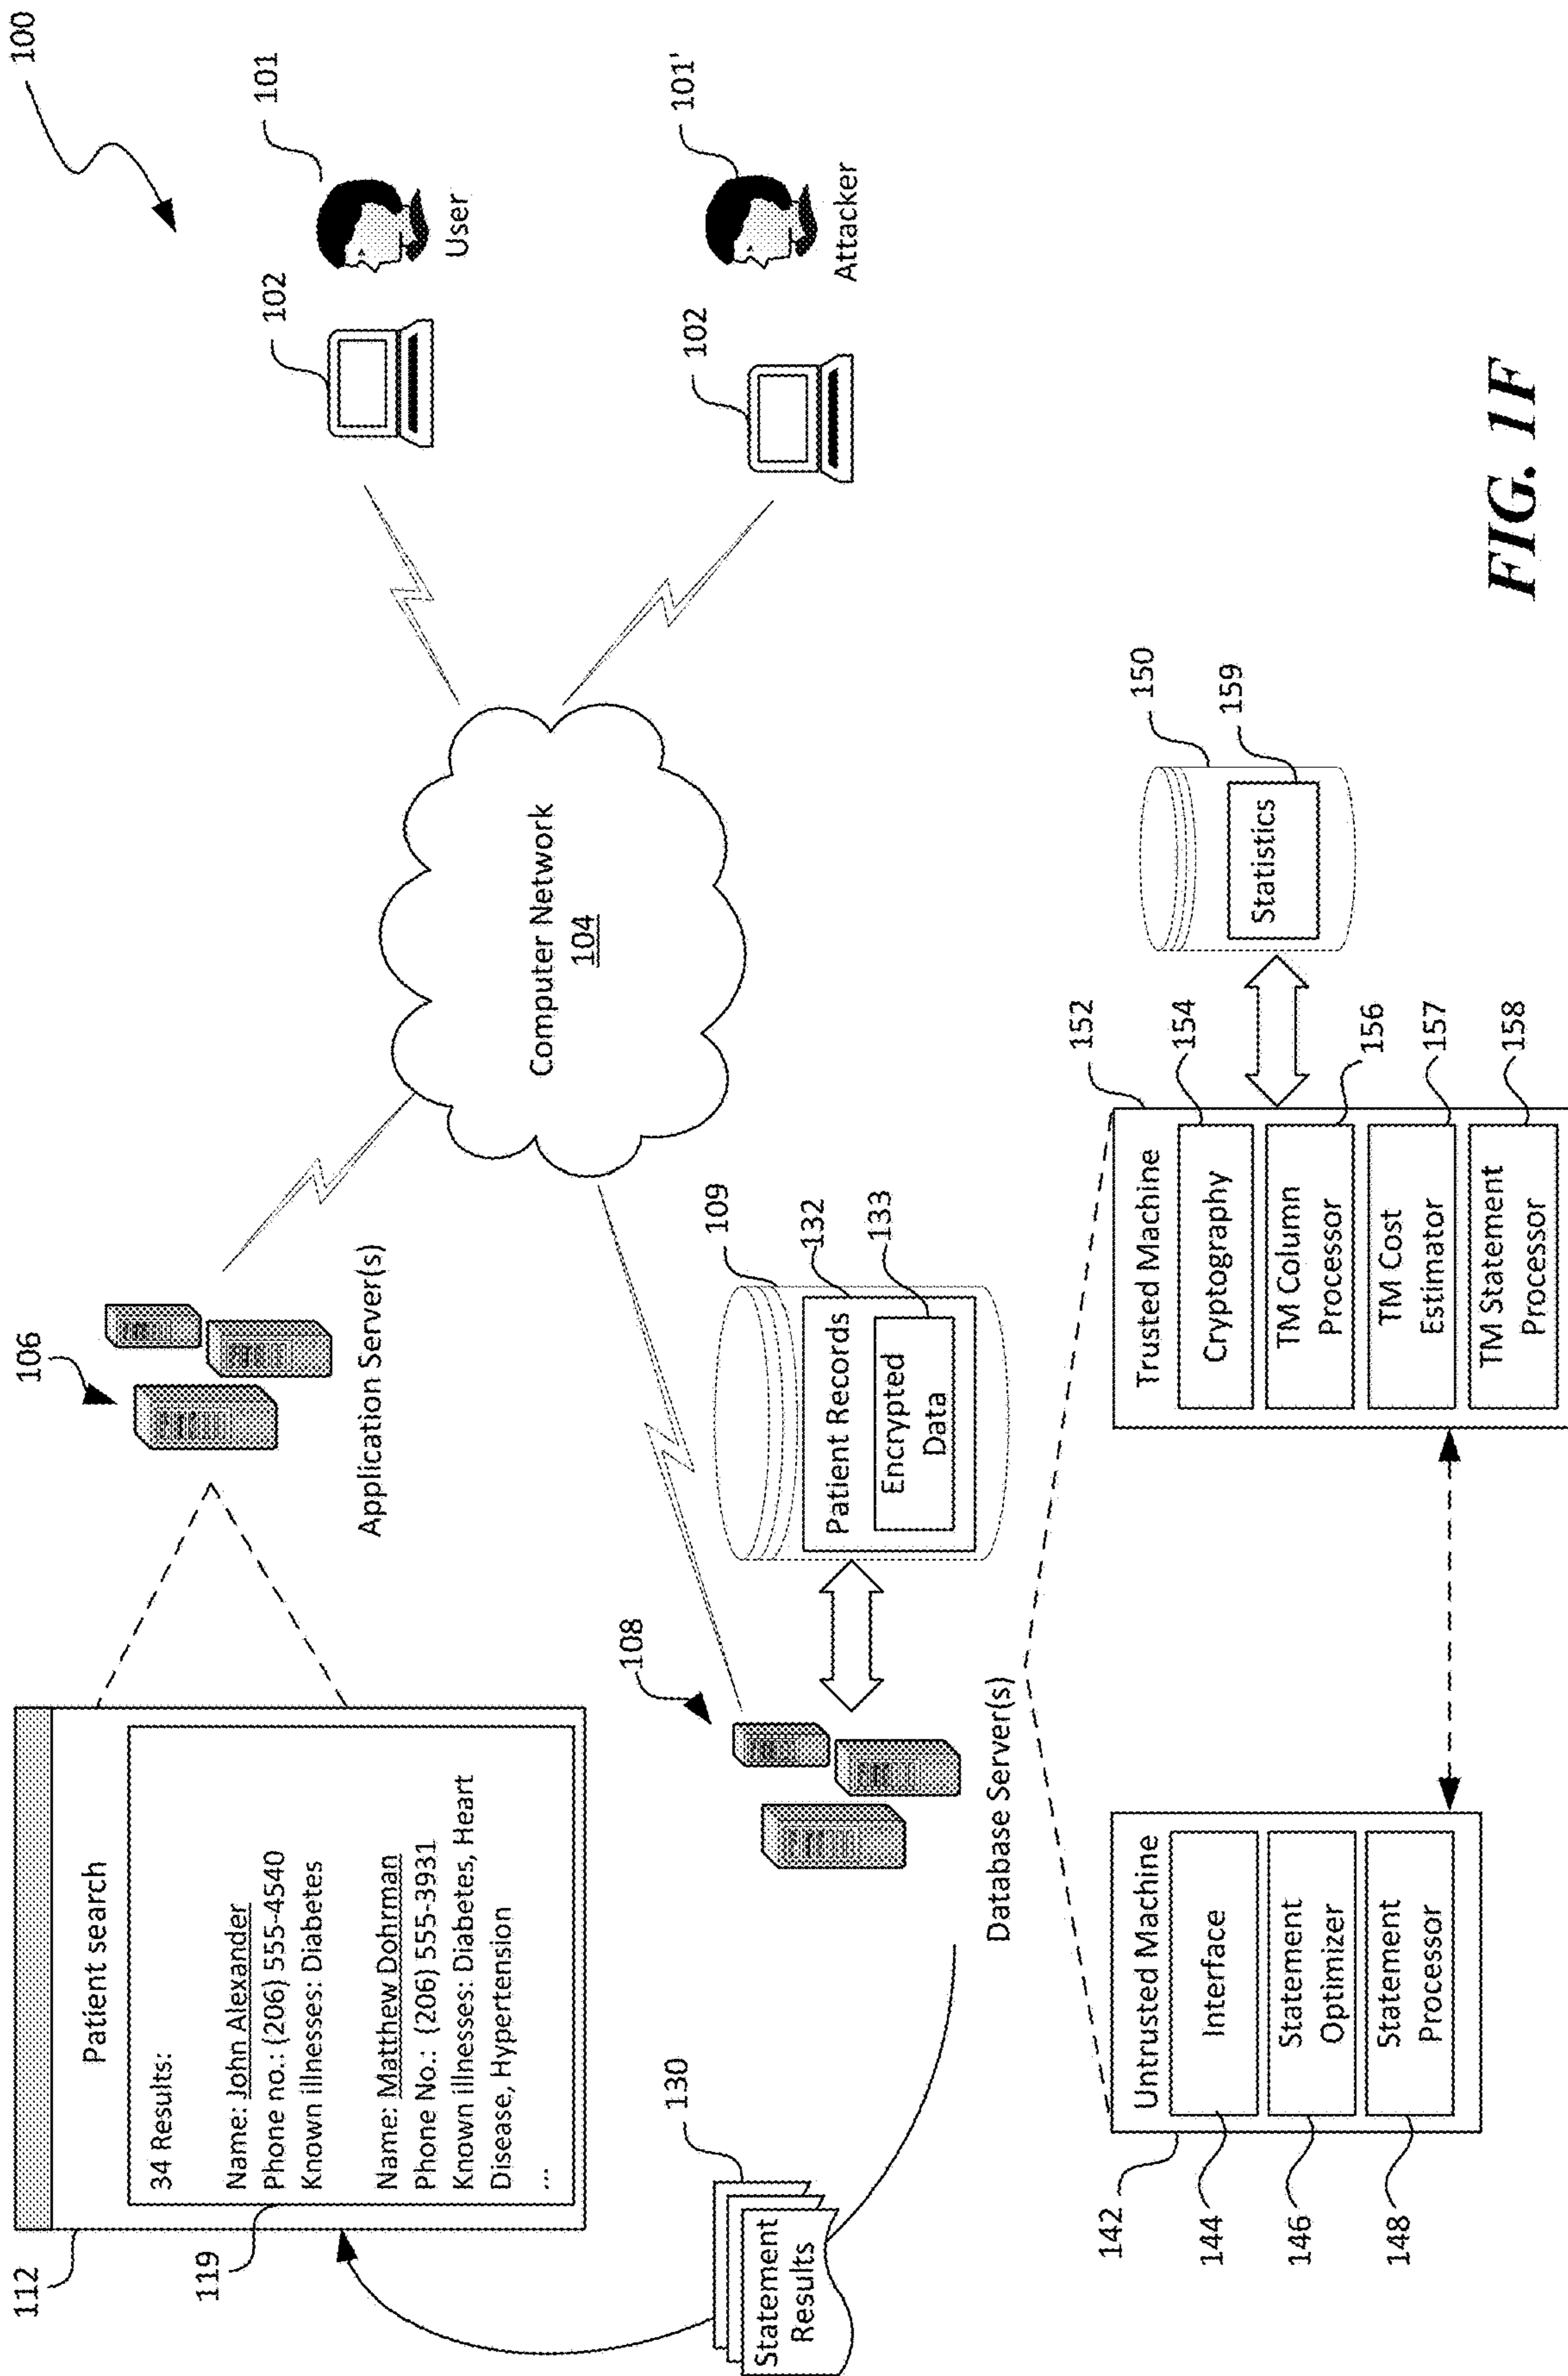 100
112
Patient search
34 Results:
Name: John Alexander
Phone no.: (206) 555-4540
Known illnesses: Diabetes
Name: Matthew Dohrman
Phone No.: (206) 555-3931
Known illnesses: Diabetes, Heart
Disease, Hypertension
...
119
106
Application Server(s)
102
101
User
102
101'
Attacker
Computer Network
104
130
Statement
Results
108
Database Server(s)
109
132
133
Patient Records
Encrypted
Data
142
144
146
148
Untrusted Machine
Interface
Statement
Optimizer
Statement
Processor
152
154
156
157
158
Trusted Machine
Cryptography
TM Column
Processor
TM Cost
Estimator
TM Statement
Processor
150
159
Statistics
FIG. 1F